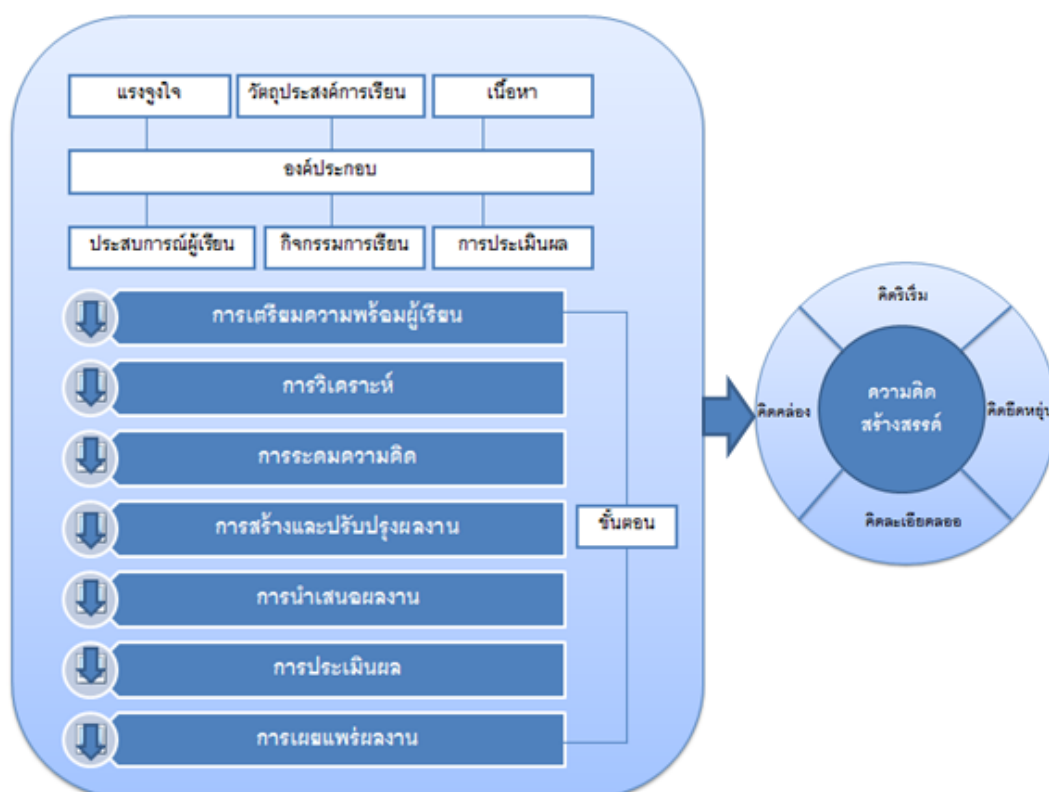 แรงจูงใจ
วัตถุประสงค์การเรียน
เนื้อหา
องค์ประกอบ
ประสบการณ์ผู้เรียน
กิจกรรมการเรียน
การประเมินผล
การเตรียมความพร้อมผู้เรียน
การวิเคราะห์
การระดมความคิด
การสร้างและปรับปรุงผลงาน
การนำเสนอผลงาน
การประเมินผล
การเผยแพร่ผลงาน
ขั้นตอน
คิดริเริ่ม
คิดคล่อง
ความคิด
สร้างสรรค์
คิดยืดหยุ่น
คิดละเอียดลออ